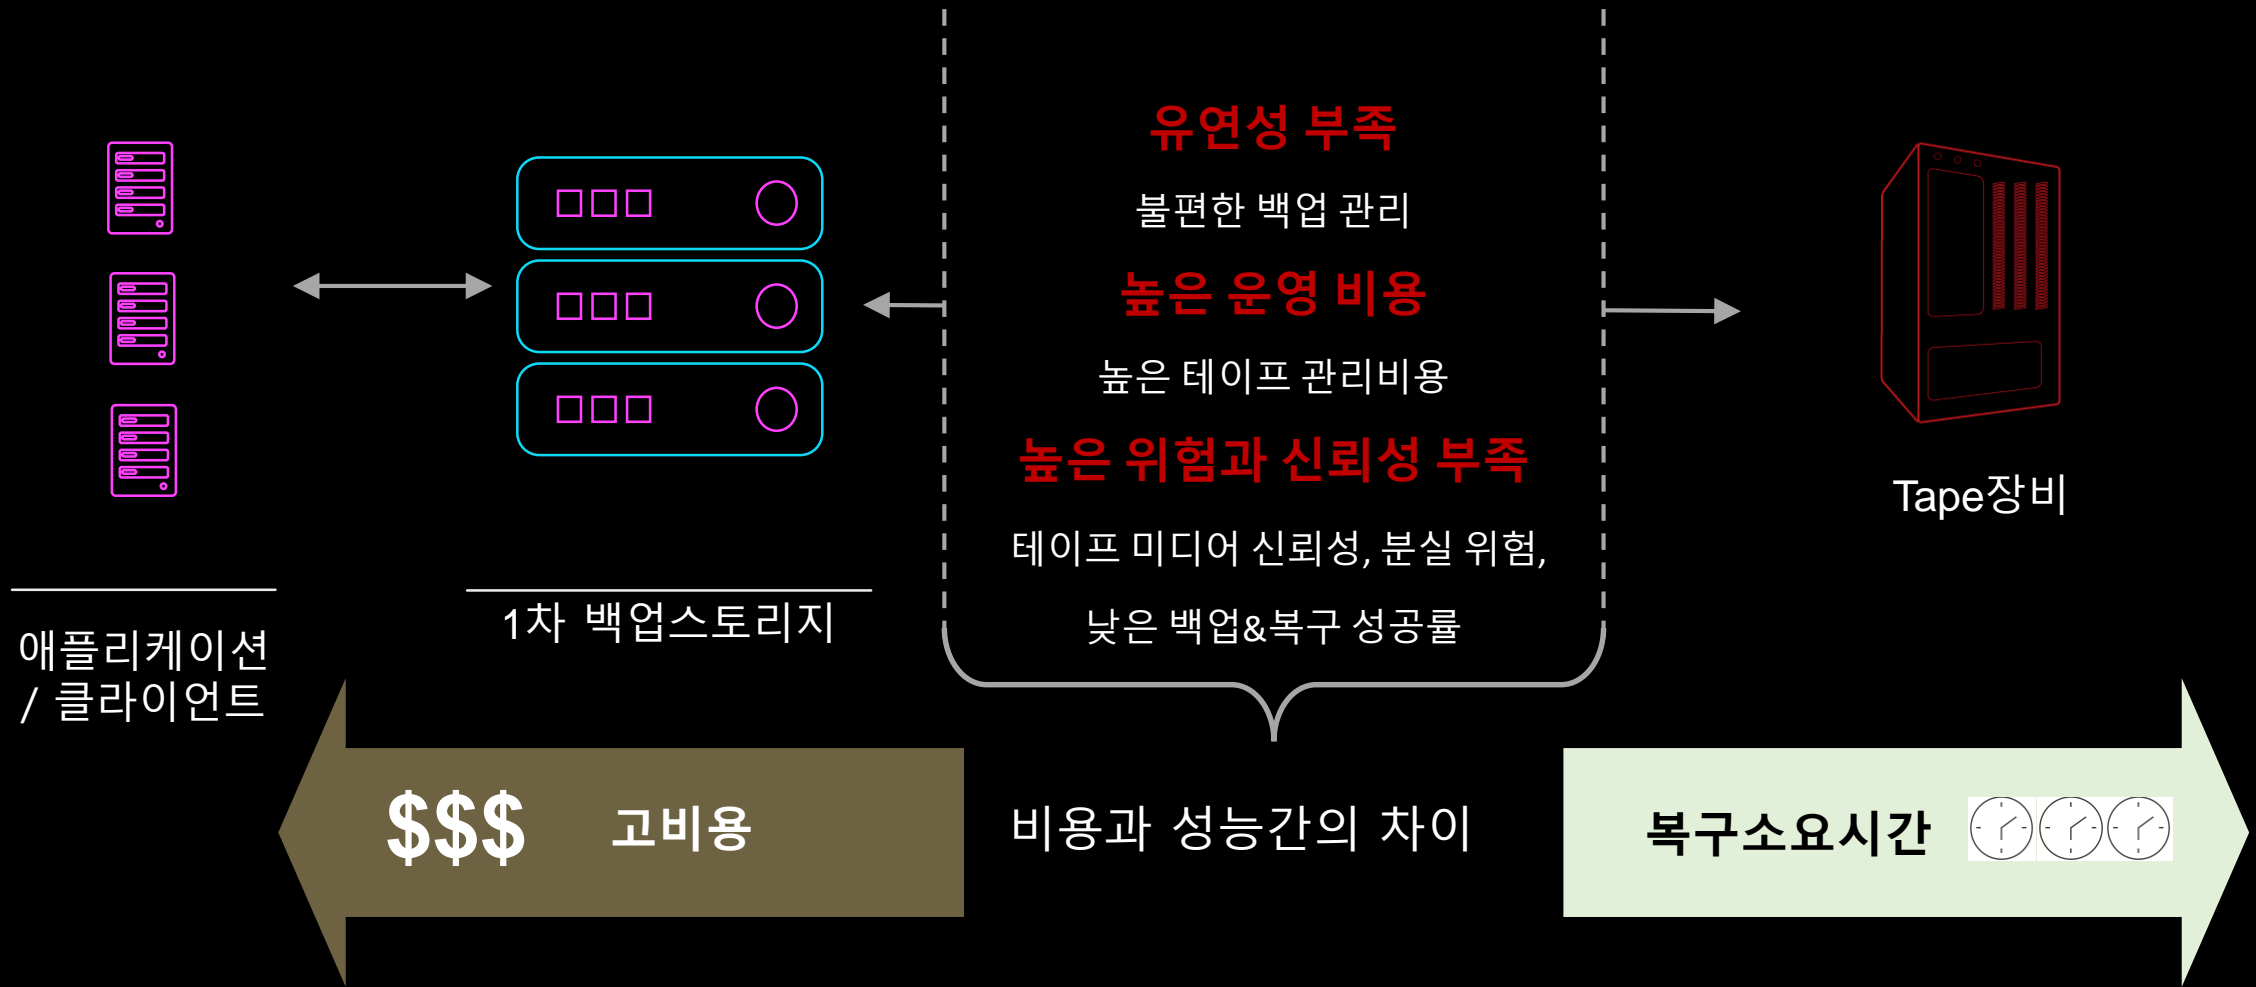 유연성 부족
불편한 백업 관리
높은 운영 비용
높은 테이프 관리비용
높은 위험과 신뢰성 부족
테이프 미디어 신뢰성, 분실 위험,
낮은 백업&복구 성공률
Tape장비
1차 백업스토리지
애플리케이션
/ 클라이언트
$$$ 고비용
비용과 성능간의 차이
복구소요시간